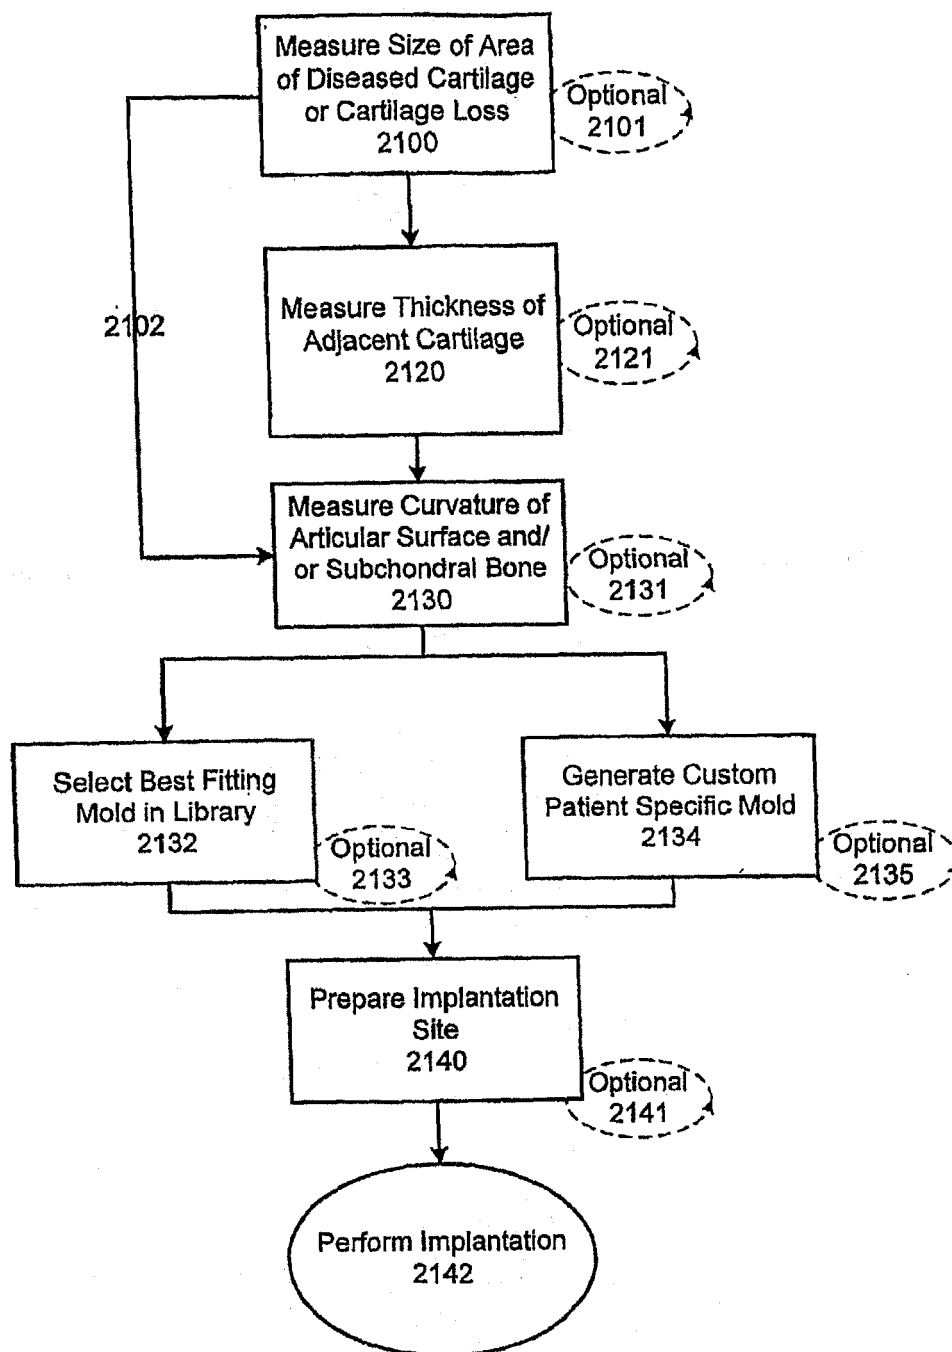 Measure Size of Area
of Diseased Cartilage
or Cartilage Loss
2100
Optional
2101
2102
Measure Thickness of
Adjacent Cartilage
2120
Optional
2121
Measure Curvature of
Articular Surface and/
or Subchondral Bone
2130
Optional
2131
Select Best Fitting
Mold in Library
2132
Optional
2133
Generate Custom
Patient Specific Mold
2134
Optional
2135
Prepare Implantation
Site
2140
Optional
2141
Perform Implantation
2142